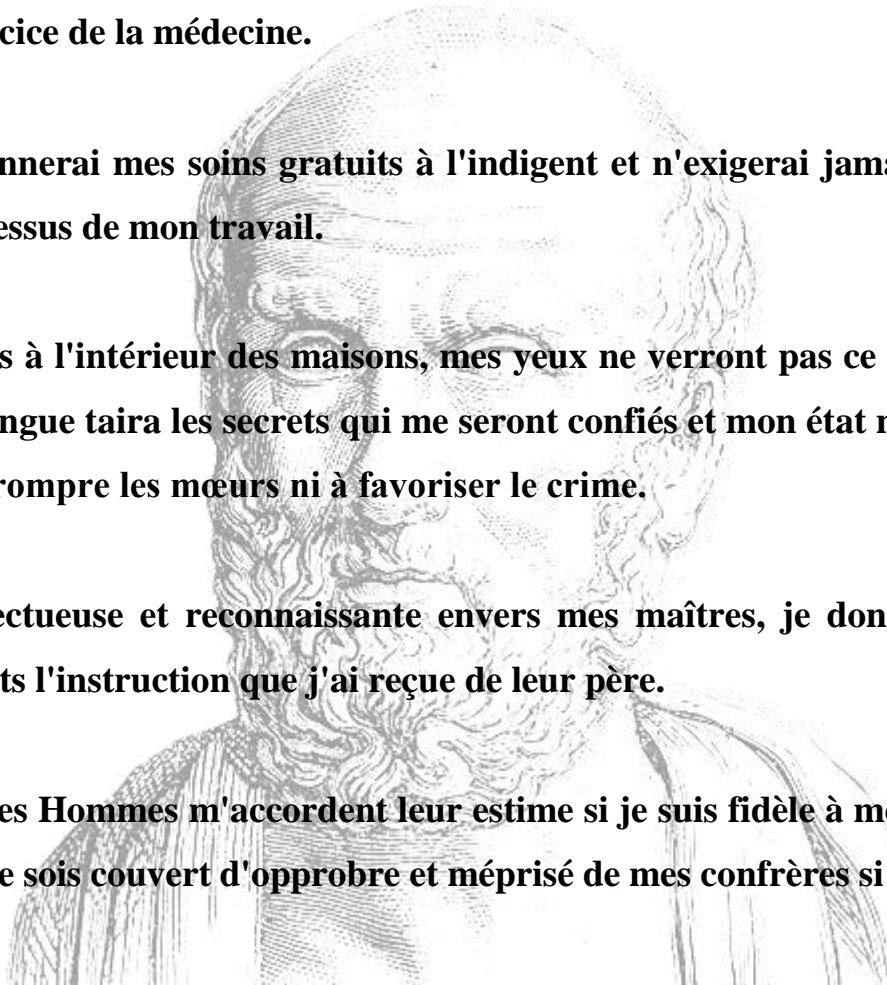 cice de la médecine.
nnerai mes soins gratuits à l'indigent et n'exigerai jama
essus de mon travail.
s à l'intérieur des maisons, mes yeux ne verront pas ce
ngue taira les secrets qui me seront confiés et mon état n
rompre les mœurs ni à favoriser le crime.
ectueuse et reconnaissante envers mes maîtres, je don
ts l'instruction que j'ai reçue de leur père.
es Hommes m'accordent leur estime si je suis fidèle à me
e sois couvert d'opprobre et méprisé de mes confrères si